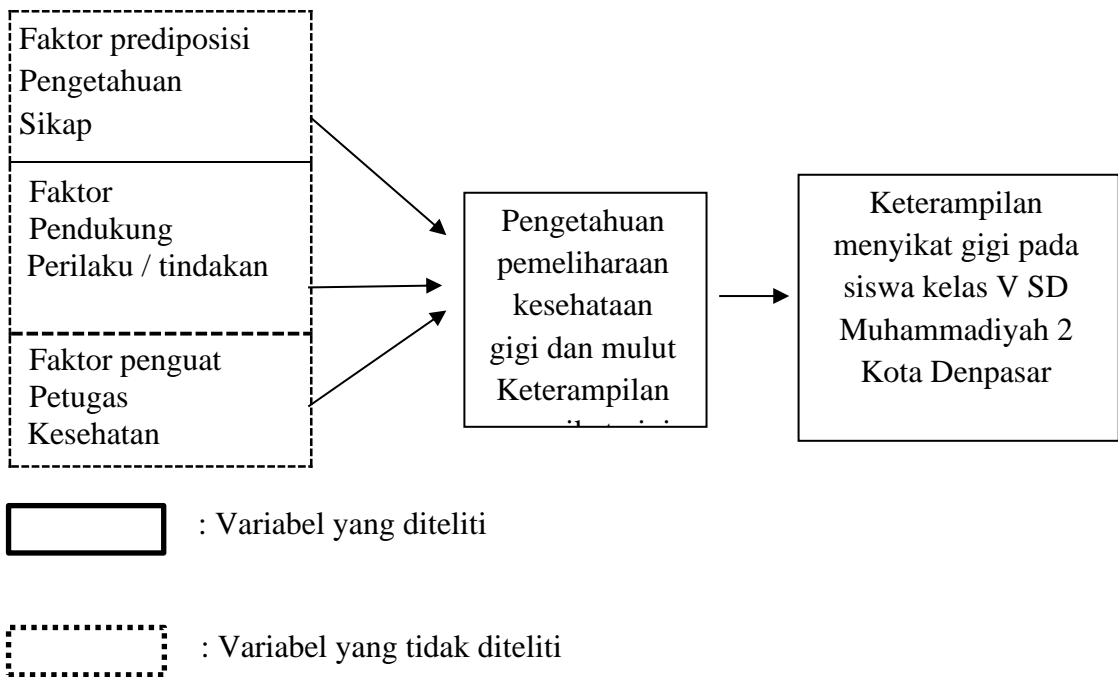 Faktor prediposisi
Pengetahuan
Sikap
Faktor
Pendukung
Perilaku / tindakan
Faktor penguat
Petugas
Kesehatan
Pengetahuan
pemeliharaan
kesehataan
gigi dan mulut
Keterampilan
Keterampilan
menyikat gigi pada
siswa kelas V SD
Muhammadiyah 2
Kota Denpasar
: Variabel yang diteliti
: Variabel yang tidak diteliti